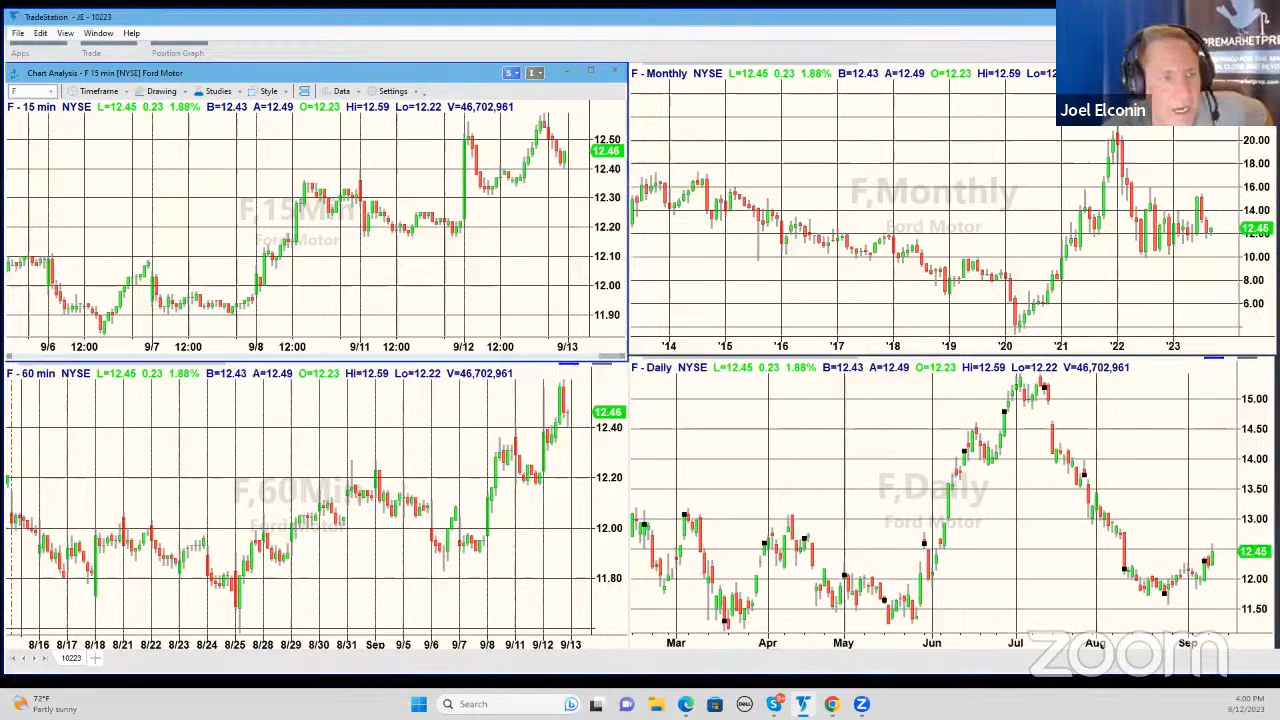 TradeStation - JE - 10223
File Edit View Window Help
Apps Trade Position Graph
Chart Analysis - F 15 min [NYSE] Ford Motor
S I
F Timeframe Drawing Studies Style Data Settings
F - 15 min NYSE L=12.45 0.23 1.88% B=12.43 A=12.49 O=12.23 Hi=12.59 Lo=12.22 V=46,702,961
12.50
12.46
12.40
12.30
12.20
12.10
12.00
11.90
F,15Min
Ford Motor
9/6 12:00 9/7 12:00 9/8 12:00 9/11 12:00 9/12 12:00 9/13
F - Monthly NYSE L=12.45 0.23 1.88% B=12.43 A=12.49 O=12.23 Hi=12.59 Lo=12
PREMARKETPREP
Joel Elconin
20.00
18.00
16.00
14.00
12.45
12.00
10.00
8.00
6.00
F,Monthly
Ford Motor
'14 '15 '16 '17 '18 '19 '20 '21 '22 '23
F - 60 min NYSE L=12.45 0.23 1.88% B=12.43 A=12.49 O=12.23 Hi=12.59 Lo=12.22 V=46,702,961
12.46
12.40
12.20
12.00
11.80
F,60Min
Ford Motor
8/16 8/17 8/18 8/21 8/22 8/23 8/24 8/25 8/28 8/29 8/30 8/31 Sep 9/5 9/6 9/7 9/8 9/11 9/12 9/13
F - Daily NYSE L=12.45 0.23 1.88% B=12.43 A=12.49 O=12.23 Hi=12.59 Lo=12.22 V=46,702,961
15.00
14.50
14.00
13.50
13.00
12.45
12.00
11.50
F,Daily
Ford Motor
Mar Apr May Jun Jul Aug Sep
zoom
10223
72°F
Partly sunny
Search
DELL
4:00 PM
9/12/2023